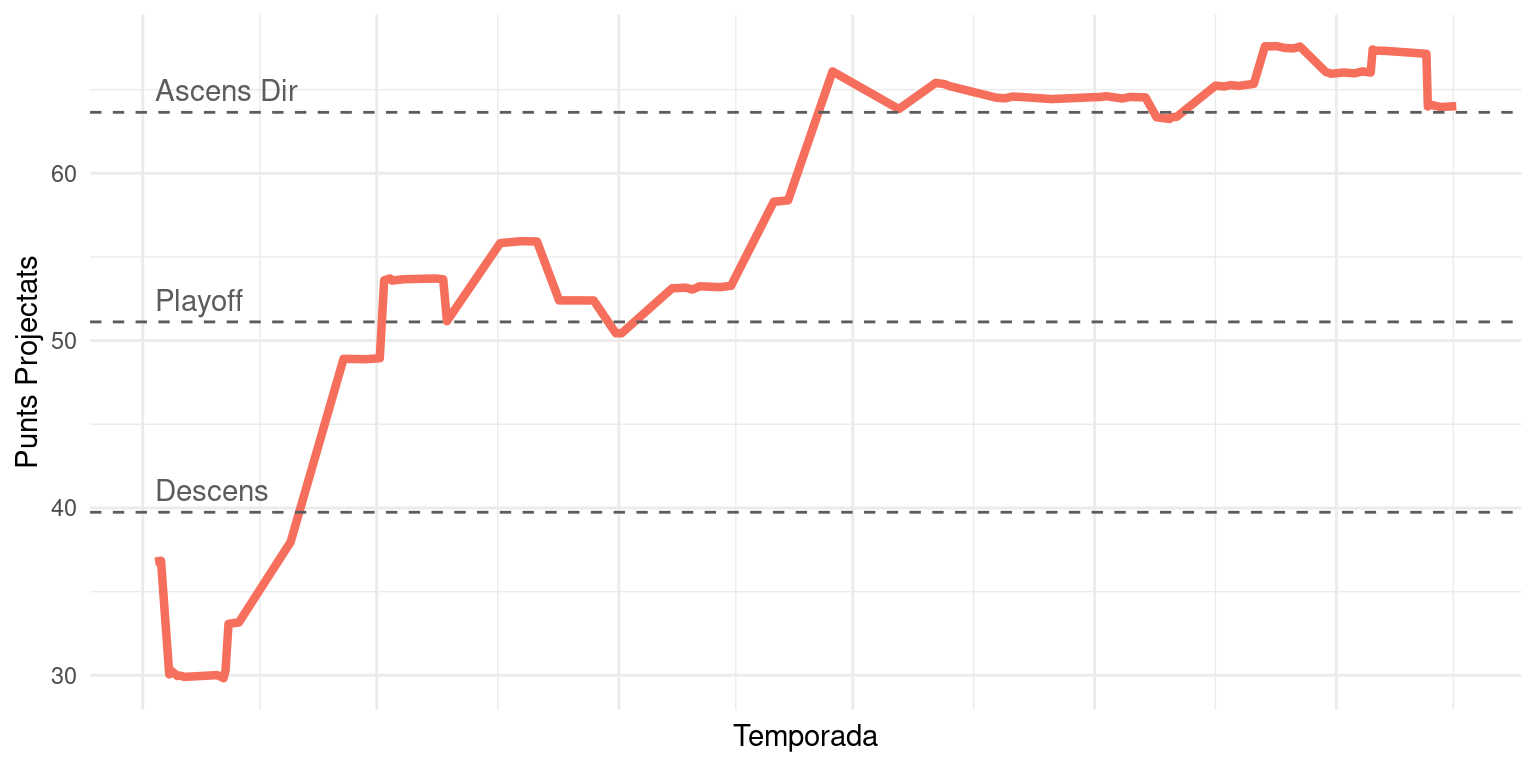 Ascens Dir
60
Playoff
50
Descens
40
30
Punts Projectats
Temporada